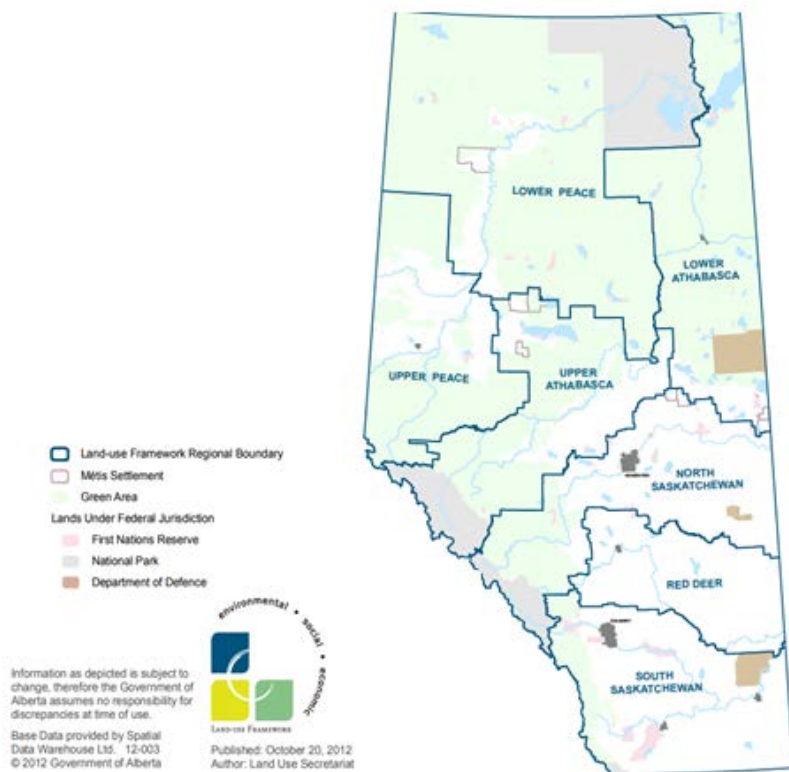 LOWER PEACE
LOWER
ATHABASCA
UPPER PEACE
UPPER
ATHABASCA
NORTH
SASKATCHEWAN
RED DEER
SOUTH
SASKATCHEWAN
Land-use Framework Regional Boundary
Métis Settlement
Green Area
Lands Under Federal Jurisdiction
First Nations Reserve
National Park
Department of Defence
environmental • social • economic
LAND-USE FRAMEWORK
Information as depicted is subject to
change, therefore the Government of
Alberta assumes no responsibility for
discrepancies at time of use.
Base Data provided by Spatial
Data Warehouse Ltd. 12-003
© 2012 Government of Alberta
Published: October 20, 2012
Author: Land Use Secretariat